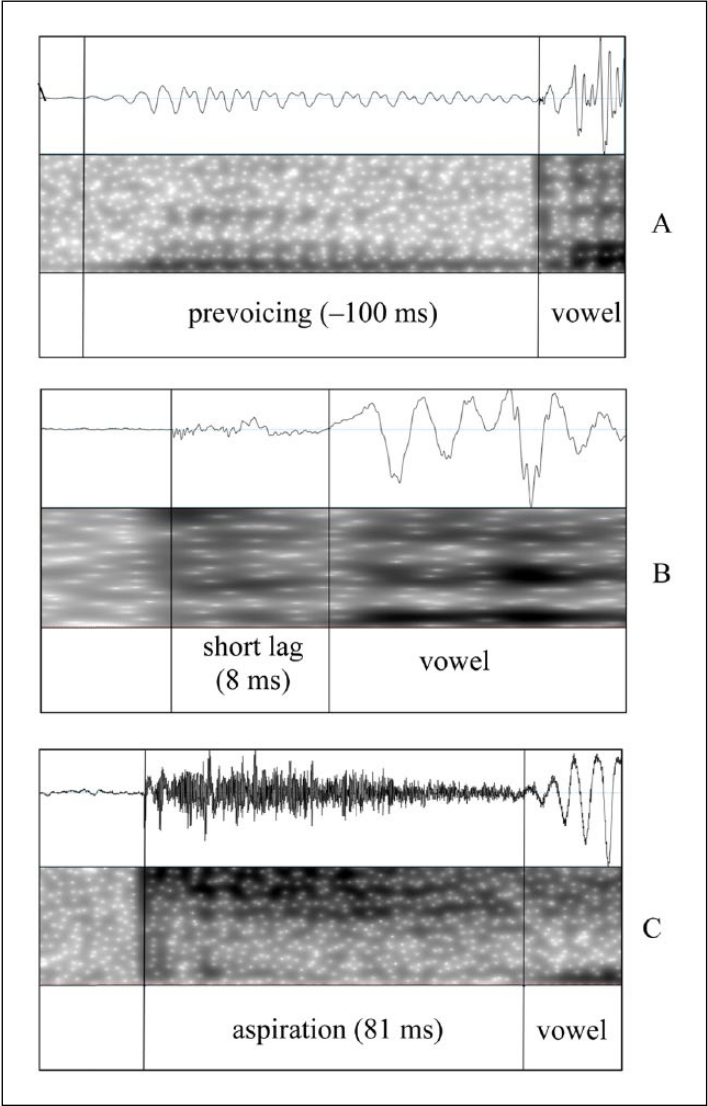 A
prevoicing (–100 ms)
vowel
B
short lag
(8 ms)
vowel
C
aspiration (81 ms)
vowel